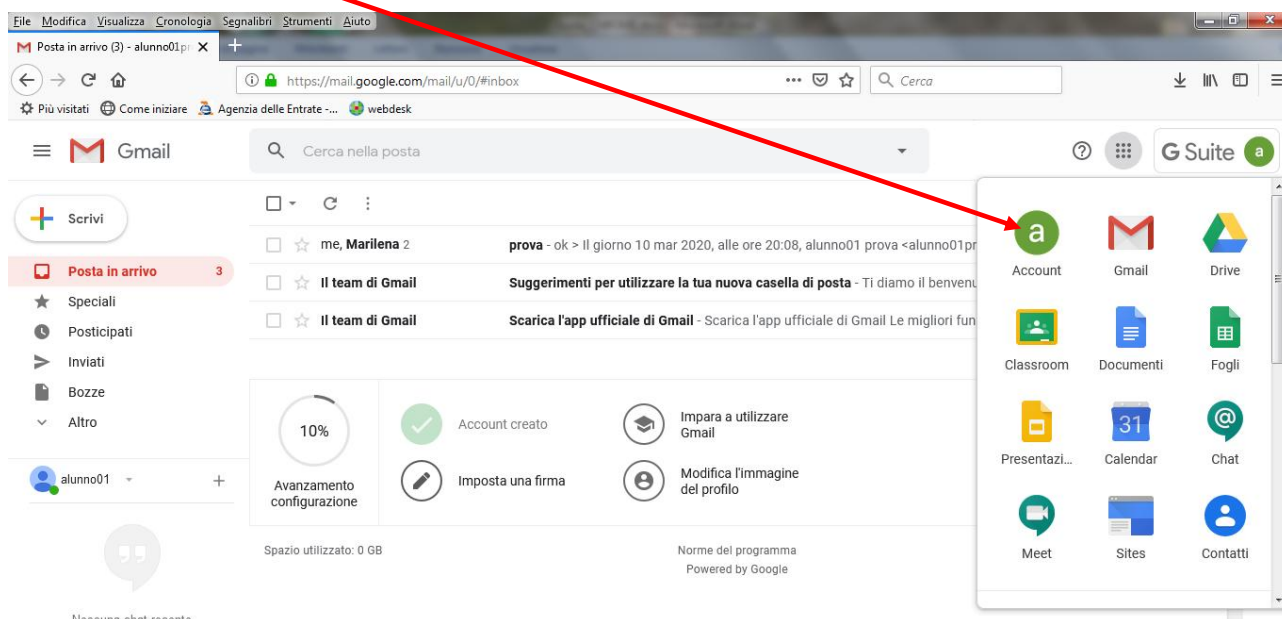 File Modifica Visualizza Cronologia Segnalibri Strumenti Aiuto
Posta in arrivo (3) - alunno01pr
https://mail.google.com/mail/u/0/#inbox
Cerca
Più visitati Come iniziare Agenzia delle Entrate -... webdesk
Gmail
Cerca nella posta
G Suite a
Scrivi
Posta in arrivo 3
Speciali
Posticipati
Inviati
Bozze
Altro
alunno01
me, Marilena 2 prova - ok > Il giorno 10 mar 2020, alle ore 20:08, alunno01 prova <alunno01pr
Il team di Gmail Suggerimenti per utilizzare la tua nuova casella di posta - Ti diamo il benvenu
Il team di Gmail Scarica l'app ufficiale di Gmail - Scarica l'app ufficiale di Gmail Le migliori fun
10%
Avanzamento
configurazione
Account creato
Imposta una firma
Impara a utilizzare
Gmail
Modifica l'immagine
del profilo
Spazio utilizzato: 0 GB
Norme del programma
Powered by Google
a
Account Gmail Drive
Classroom Documenti Fogli
31
Presentazi... Calendar Chat
Meet Sites Contatti